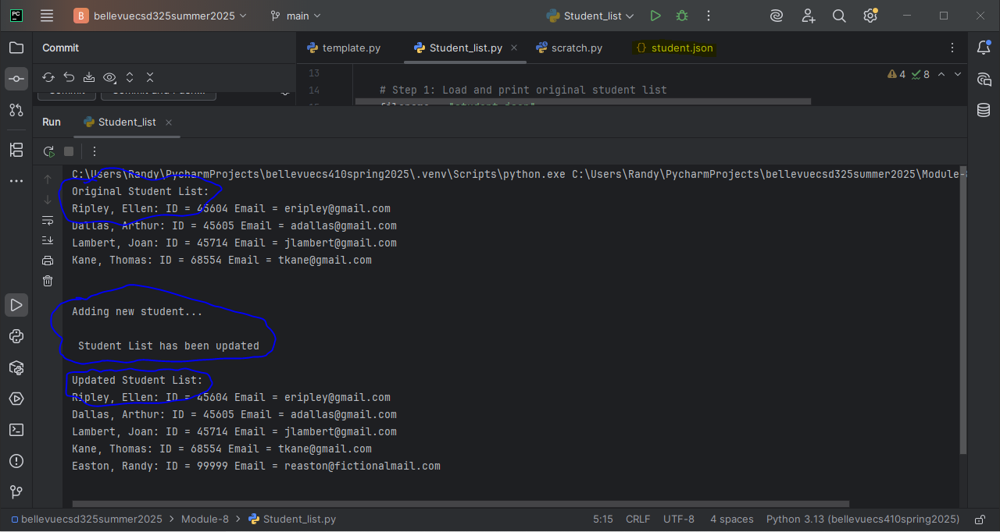 PC B bellevuecsd325summer2025 main Student_list
Commit template.py Student_list.py scratch.py {} student.json
13 4 8
14 # Step 1: Load and print original student list
Run Student_list
C:\Users\Randy\PycharmProjects\bellevuecs410spring2025\.venv\Scripts\python.exe C:\Users\Randy\PycharmProjects\bellevuecsd325summer2025\Module-
Original Student List:
Ripley, Ellen: ID = 45604 Email = eripley@gmail.com
Dallas, Arthur: ID = 45605 Email = adallas@gmail.com
Lambert, Joan: ID = 45714 Email = jlambert@gmail.com
Kane, Thomas: ID = 68554 Email = tkane@gmail.com
Adding new student...
Student List has been updated
Updated Student List:
Ripley, Ellen: ID = 45604 Email = eripley@gmail.com
Dallas, Arthur: ID = 45605 Email = adallas@gmail.com
Lambert, Joan: ID = 45714 Email = jlambert@gmail.com
Kane, Thomas: ID = 68554 Email = tkane@gmail.com
Easton, Randy: ID = 99999 Email = reaston@fictionalmail.com
bellevuecsd325summer2025 > Module-8 > Student_list.py 5:15 CRLF UTF-8 4 spaces Python 3.13 (bellevuecs410spring2025)